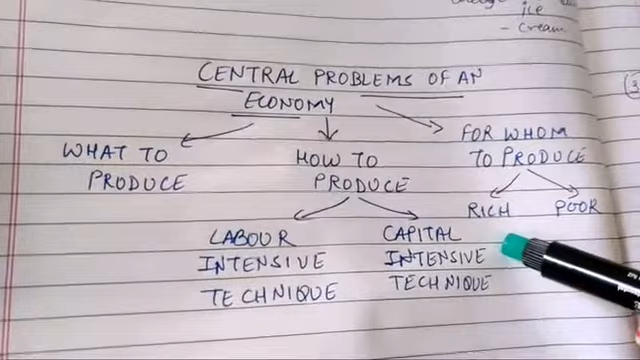 ice
- cream
CENTRAL PROBLEMS OF AN
ECONOMY
WHAT TO
PRODUCE
HOW TO
PRODUCE
FOR WHOM
TO PRODUCE
LABOUR
INTENSIVE
TECHNIQUE
CAPITAL
INTENSIVE
TECHNIQUE
RICH
POOR